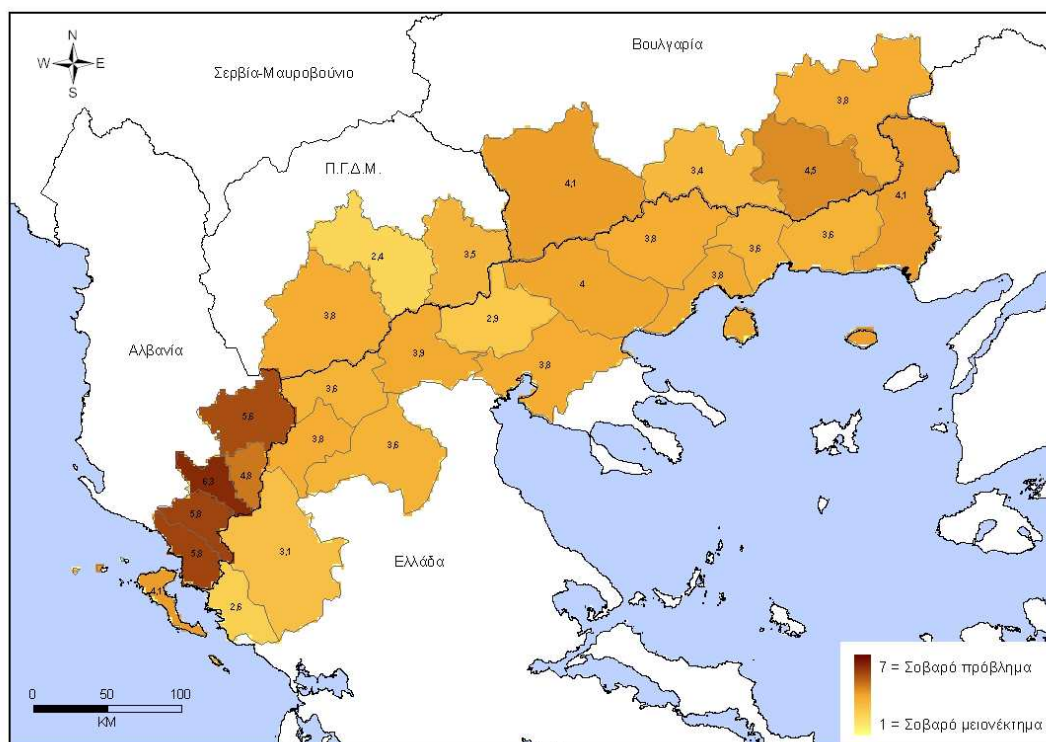 N
W E
S
Βουλγαρία
Σερβία-Μαυροβούνιο
Π.Γ.Δ.Μ.
Αλβανία
Ελλάδα
3,8
4,5
3,4
4,1
4,1
3,6
3,6
3,8
3,8
4
3,5
2,4
3,8
2,9
3,8
3,9
3,6
3,8
3,6
5,6
4,8
6,3
5,8
5,8
3,1
2,6
4,1
7 = Σοβαρό πρόβλημα
1 = Σοβαρό μειονέκτημα
0 50 100
KM